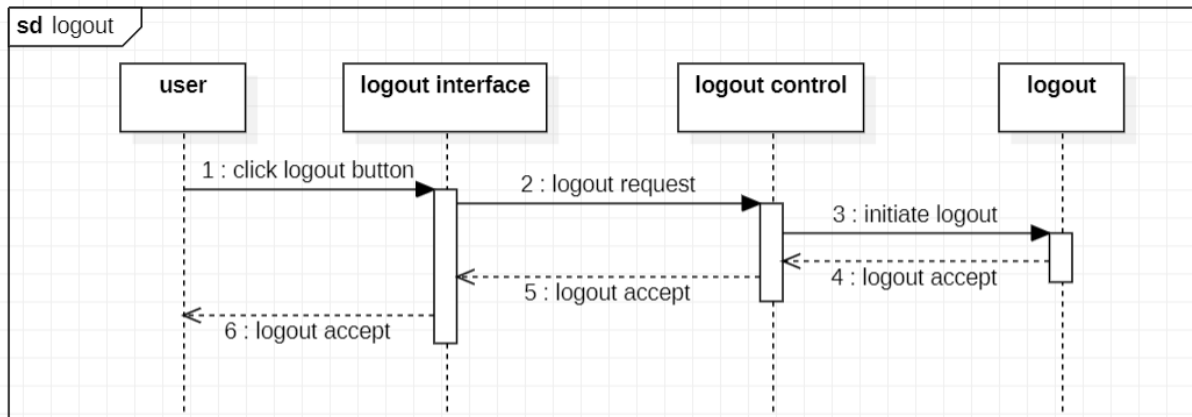 sd logout
user
logout interface
logout control
logout
1 : click logout button
2 : logout request
3 : initiate logout
4 : logout accept
5 : logout accept
6 : logout accept